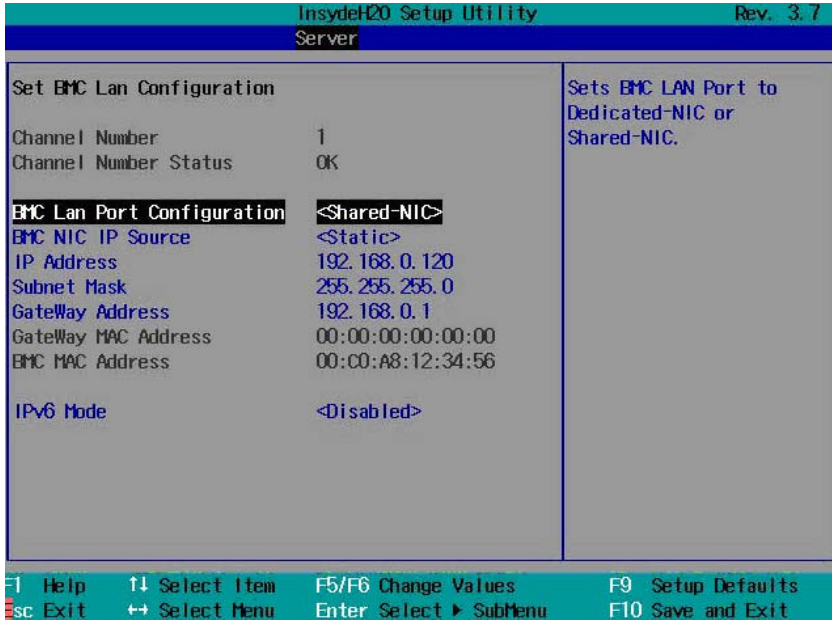 InsydeH20 Setup Utility Rev. 3.7
Server
Set BMC Lan Configuration
Channel Number 1
Channel Number Status OK
BMC Lan Port Configuration <Shared-NIC>
BMC NIC IP Source <Static>
IP Address 192.168.0.120
Subnet Mask 255.255.255.0
GateWay Address 192.168.0.1
GateWay MAC Address 00:00:00:00:00:00
BMC MAC Address 00:C0:A8:12:34:56
IPv6 Mode <Disabled>
Sets BMC LAN Port to
Dedicated-NIC or
Shared-NIC.
F1 Help ↑↓ Select Item F5/F6 Change Values F9 Setup Defaults
Esc Exit ↔ Select Menu Enter Select ▶ SubMenu F10 Save and Exit